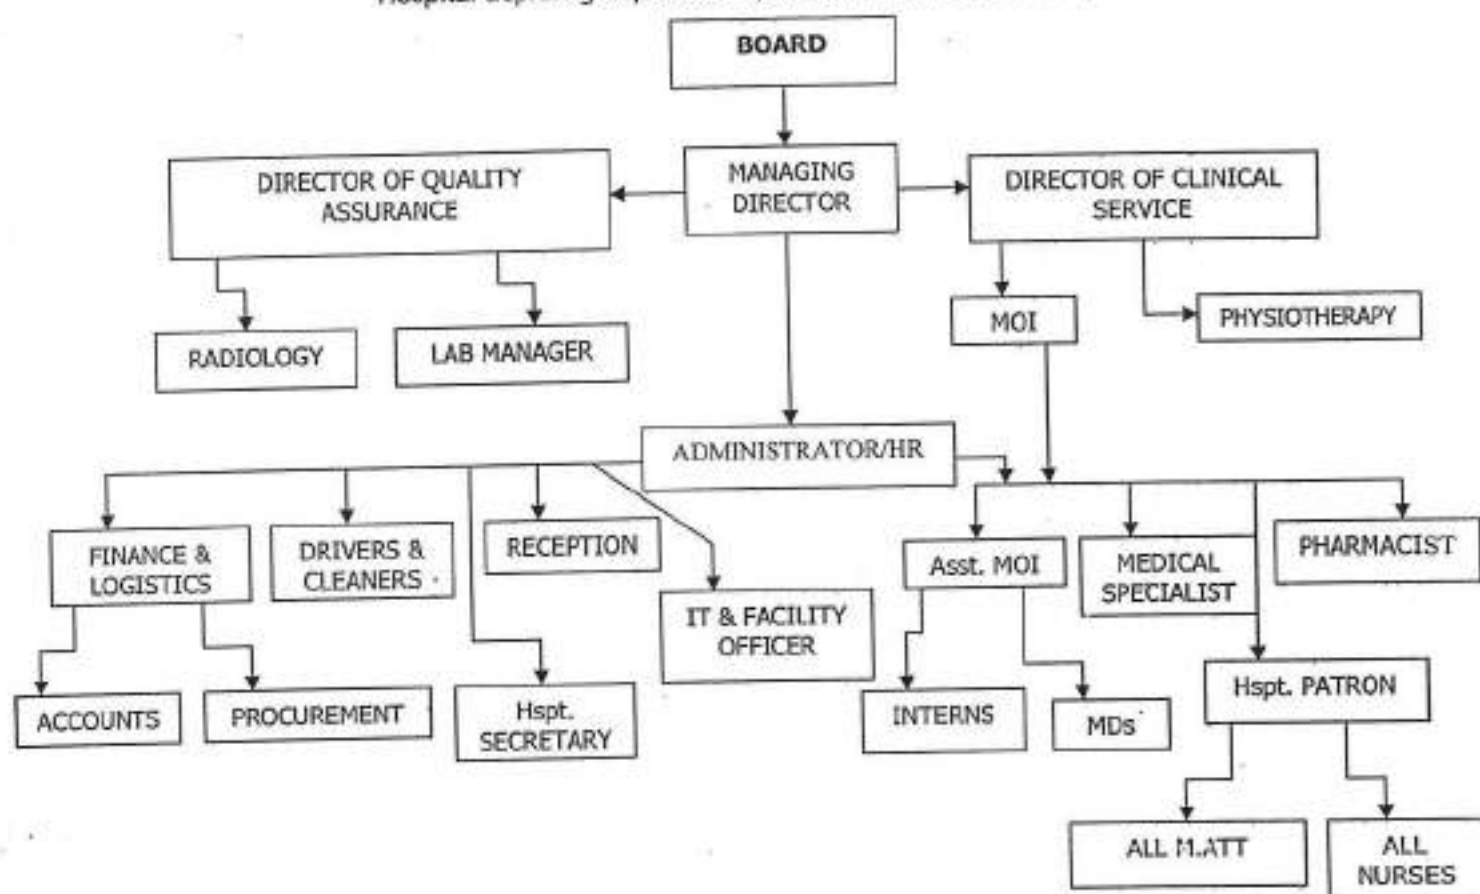 Hospital
BOARD
DIRECTOR OF QUALITY
ASSURANCE
MANAGING
DIRECTOR
DIRECTOR OF CLINICAL
SERVICE
MOI
PHYSIOTHERAPY
RADIOLOGY
LAB MANAGER
ADMINISTRATOR/HR
FINANCE &
LOGISTICS
DRIVERS &
CLEANERS
RECEPTION
IT & FACILITY
OFFICER
Asst. MOI
MEDICAL
SPECIALIST
PHARMACIST
ACCOUNTS
PROCUREMENT
Hspt.
SECRETARY
INTERNS
MDs
Hspt. PATRON
ALL M.ATT
ALL
NURSES